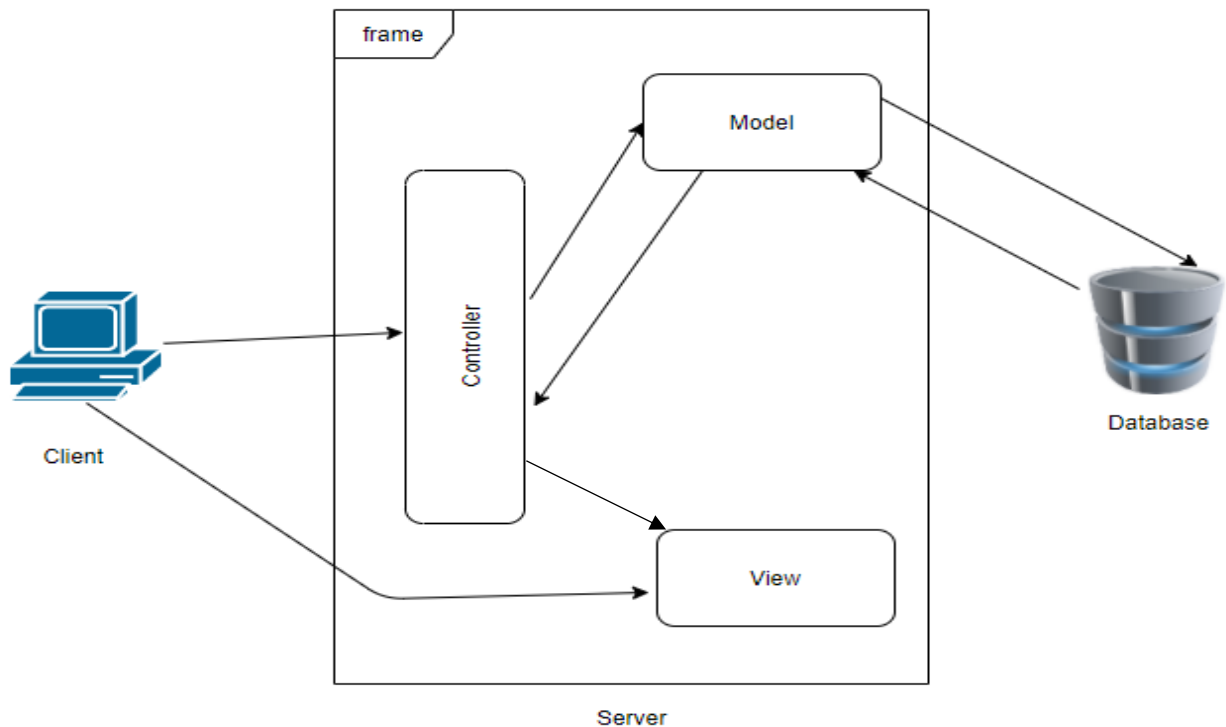 frame
Model
Controller
Client
Database
View
Server